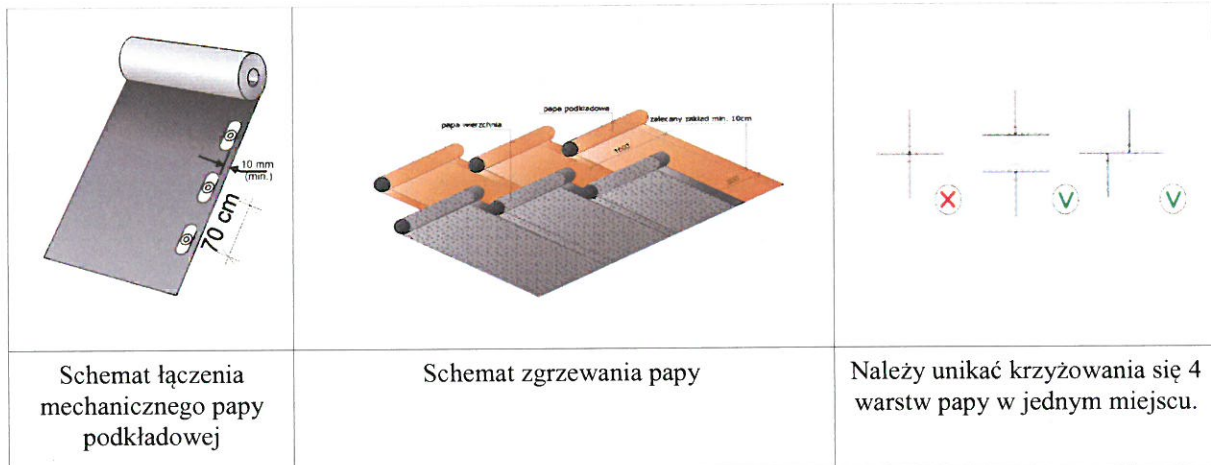 10 mm
(min.)
70 cm
papa podkładowa
papa wierzchnia
zalecany zakład min. 10cm
Schemat łączenia
mechanicznego papy
podkładowej
Schemat zgrzewania papy
Należy unikać krzyżowania się 4
warstw papy w jednym miejscu.